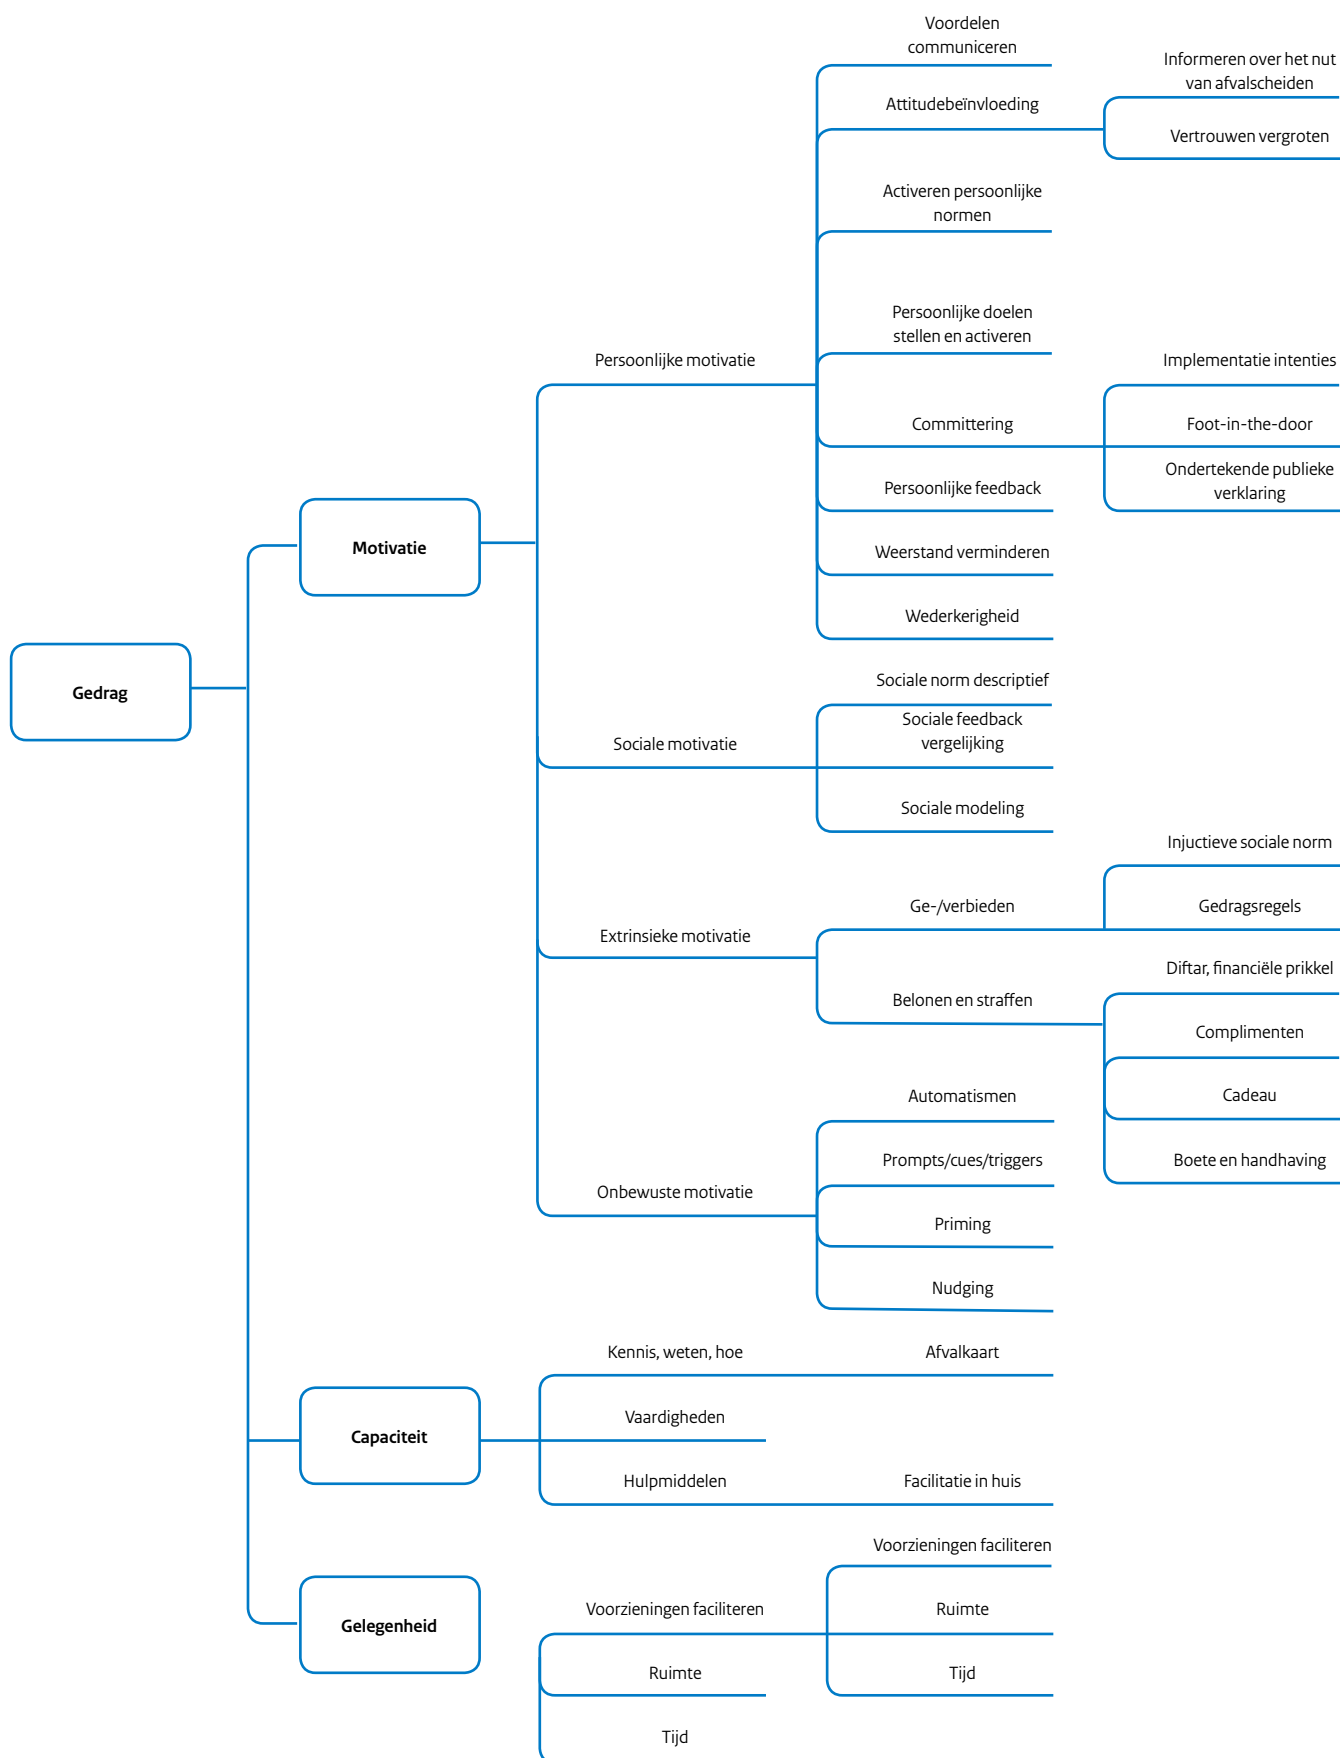 Voordelen
communiceren
Informeren over het nut
van afvalscheiden
Attitudebeïnvloeding
Vertrouwen vergroten
Activeren persoonlijke
normen
Persoonlijke doelen
stellen en activeren
Persoonlijke motivatie
Implementatie intenties
Committering
Foot-in-the-door
Ondertekende publieke
verklaring
Persoonlijke feedback
Motivatie
Weerstand verminderen
Wederkerigheid
Gedrag
Sociale norm descriptief
Sociale feedback
vergelijking
Sociale motivatie
Sociale modeling
Injuctieve sociale norm
Ge-/verbieden
Gedragsregels
Extrinsieke motivatie
Diftar, financiële prikkel
Belonen en straffen
Complimenten
Automatismen
Cadeau
Prompts/cues/triggers
Boete en handhaving
Onbewuste motivatie
Priming
Nudging
Kennis, weten, hoe
Afvalkaart
Vaardigheden
Capaciteit
Hulpmiddelen
Facilitatie in huis
Voorzieningen faciliteren
Voorzieningen faciliteren
Ruimte
Gelegenheid
Ruimte
Tijd
Tijd